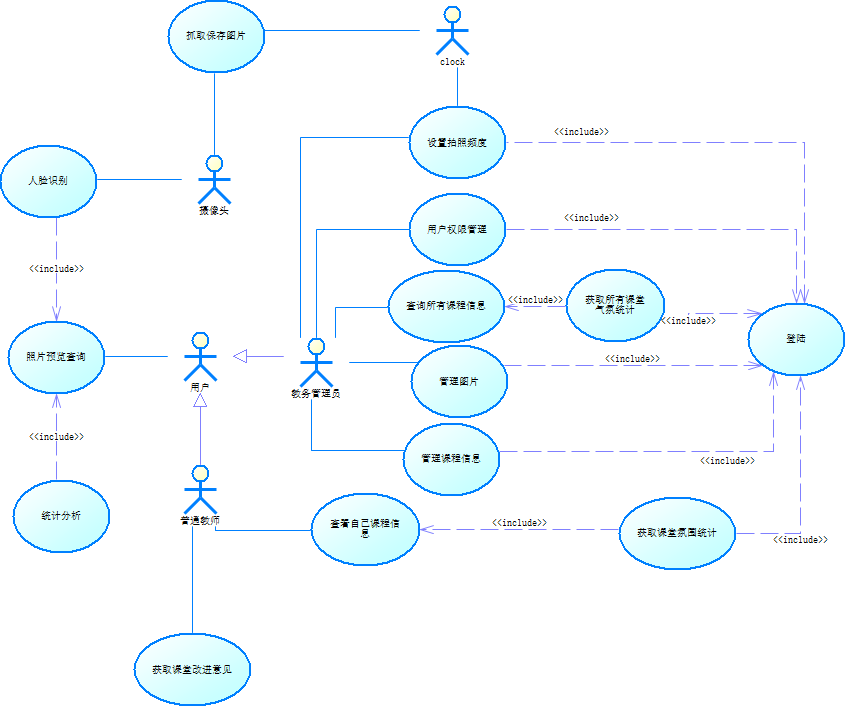 抓取保存图片
clock
设置拍照频度
<<include>>
人脸识别
摄像头
用户权限管理
<<include>>
<<include>>
查询所有课程信息
<<include>>
获取所有课堂
气氛统计
<<include>>
登陆
照片预览查询
用户
教务管理员
管理图片
<<include>>
<<include>>
管理课程信息
<<include>>
统计分析
普通教师
查看自己课程信
息
<<include>>
获取课堂氛围统计
<<include>>
获取课堂改进意见